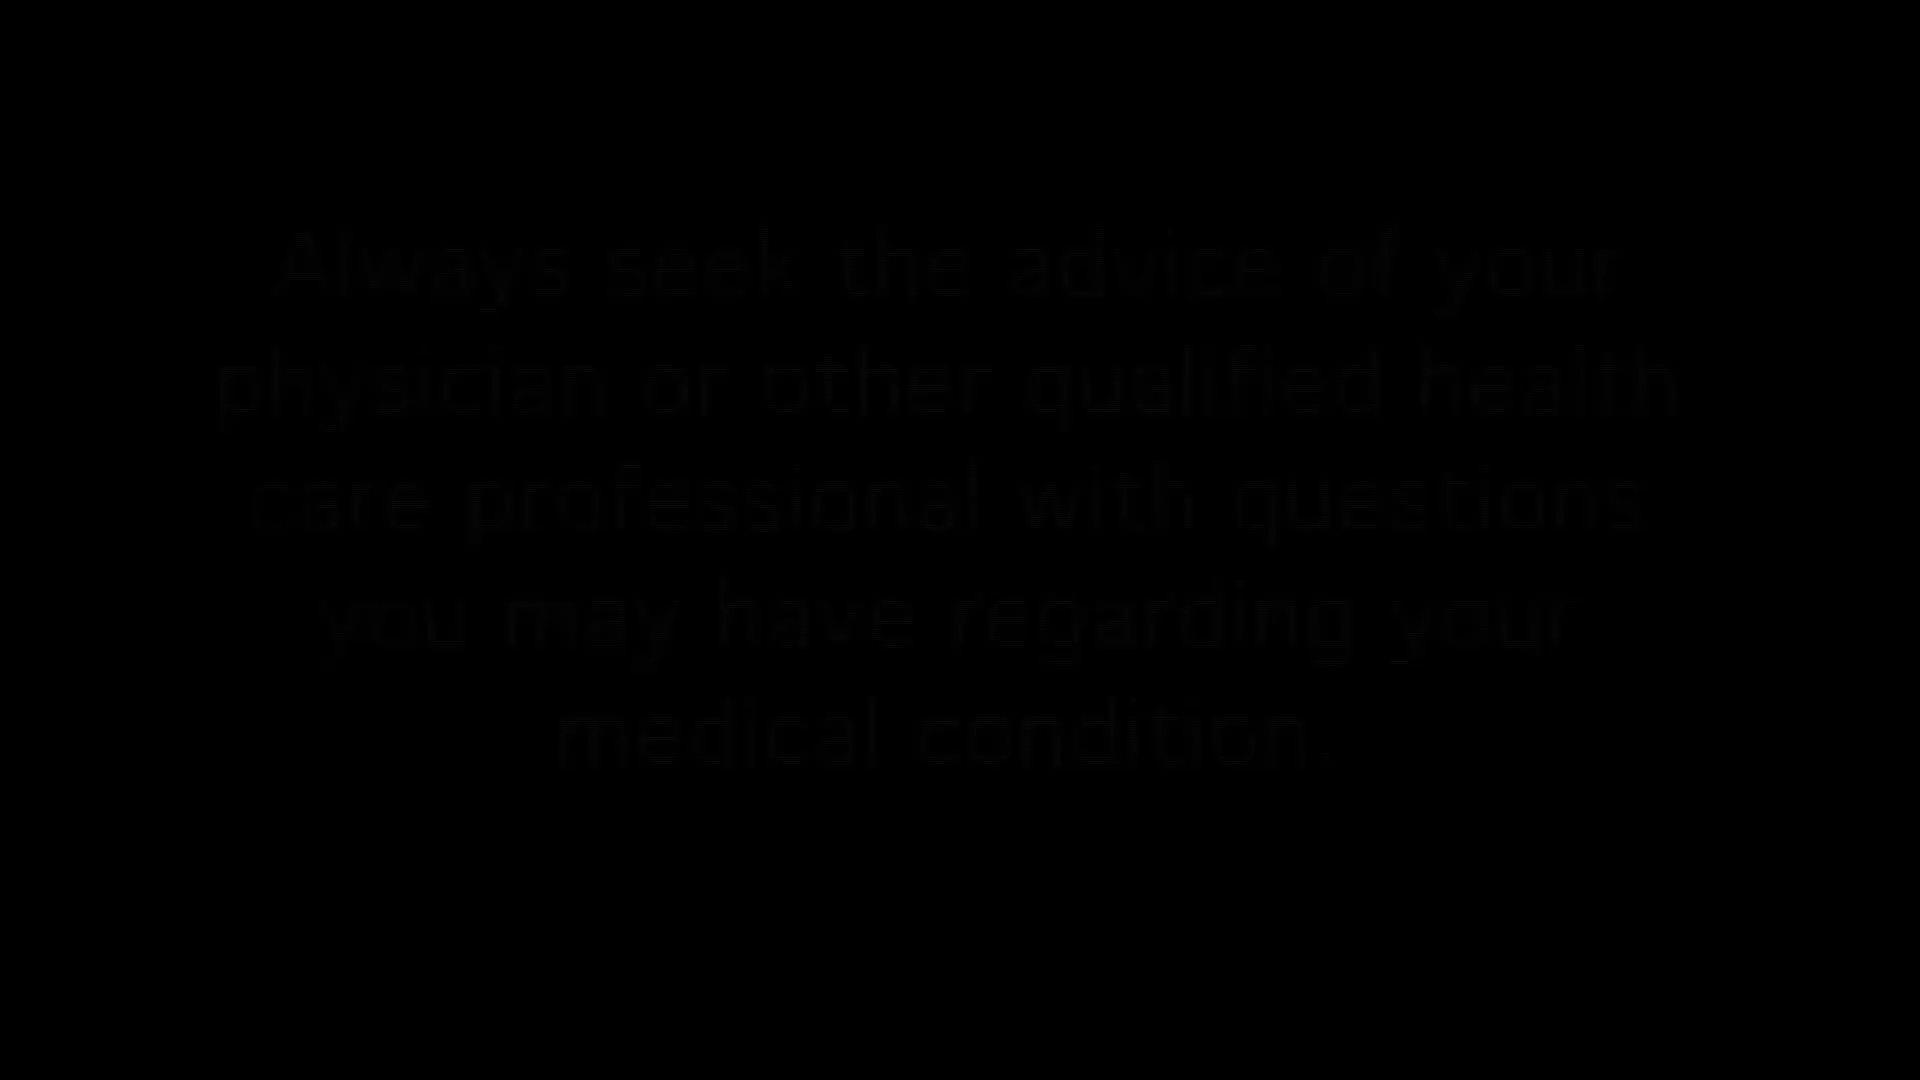 Always seek the advice of your
physician or other qualified health
care professional with questions
you may have regarding your
medical condition.